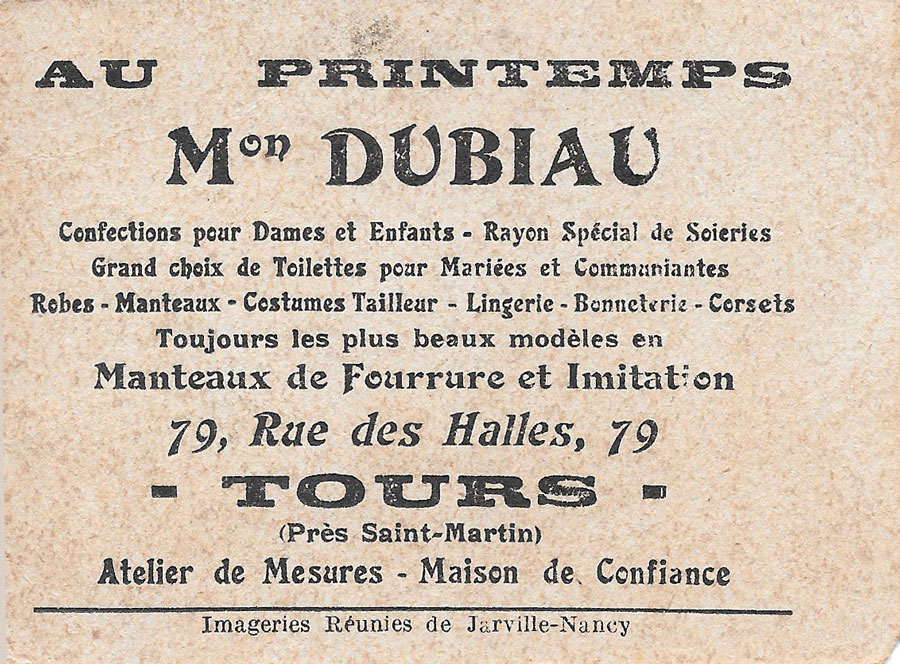 AU PRINTEMPS
Mon DUBIAU
Confections pour Dames et Enfants - Rayon Spécial de Soieries
Grand choix de Toilettes pour Mariées et Communiantes
Robes - Manteaux - Costumes Tailleur - Lingerie - Bonneterie - Corsets
Toujours les plus beaux modèles en
Manteaux de Fourrure et Imitation
79, Rue des Halles, 79
- TOURS -
(Près Saint-Martin)
Atelier de Mesures - Maison de Confiance
Imageries Réunies de Jarville-Nancy